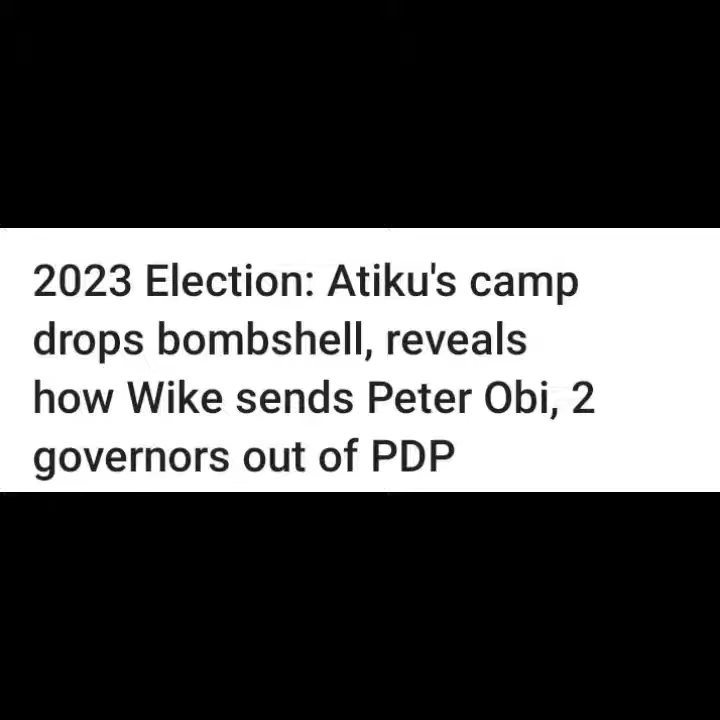 2023 Election: Atiku's camp
drops bombshell, reveals
how Wike sends Peter Obi, 2
governors out of PDP